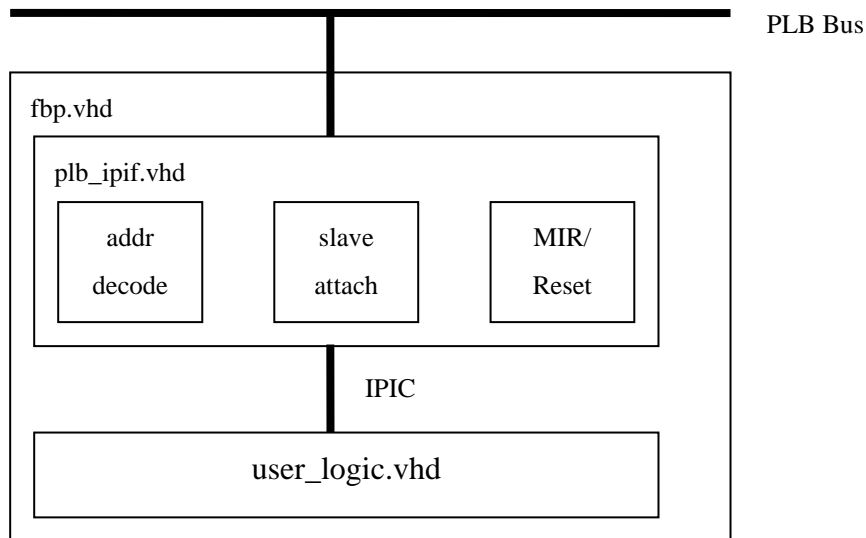 PLB Bus
fbp.vhd
plb_ipif.vhd
addr
decode
slave
attach
MIR/
Reset
IPIC
user_logic.vhd